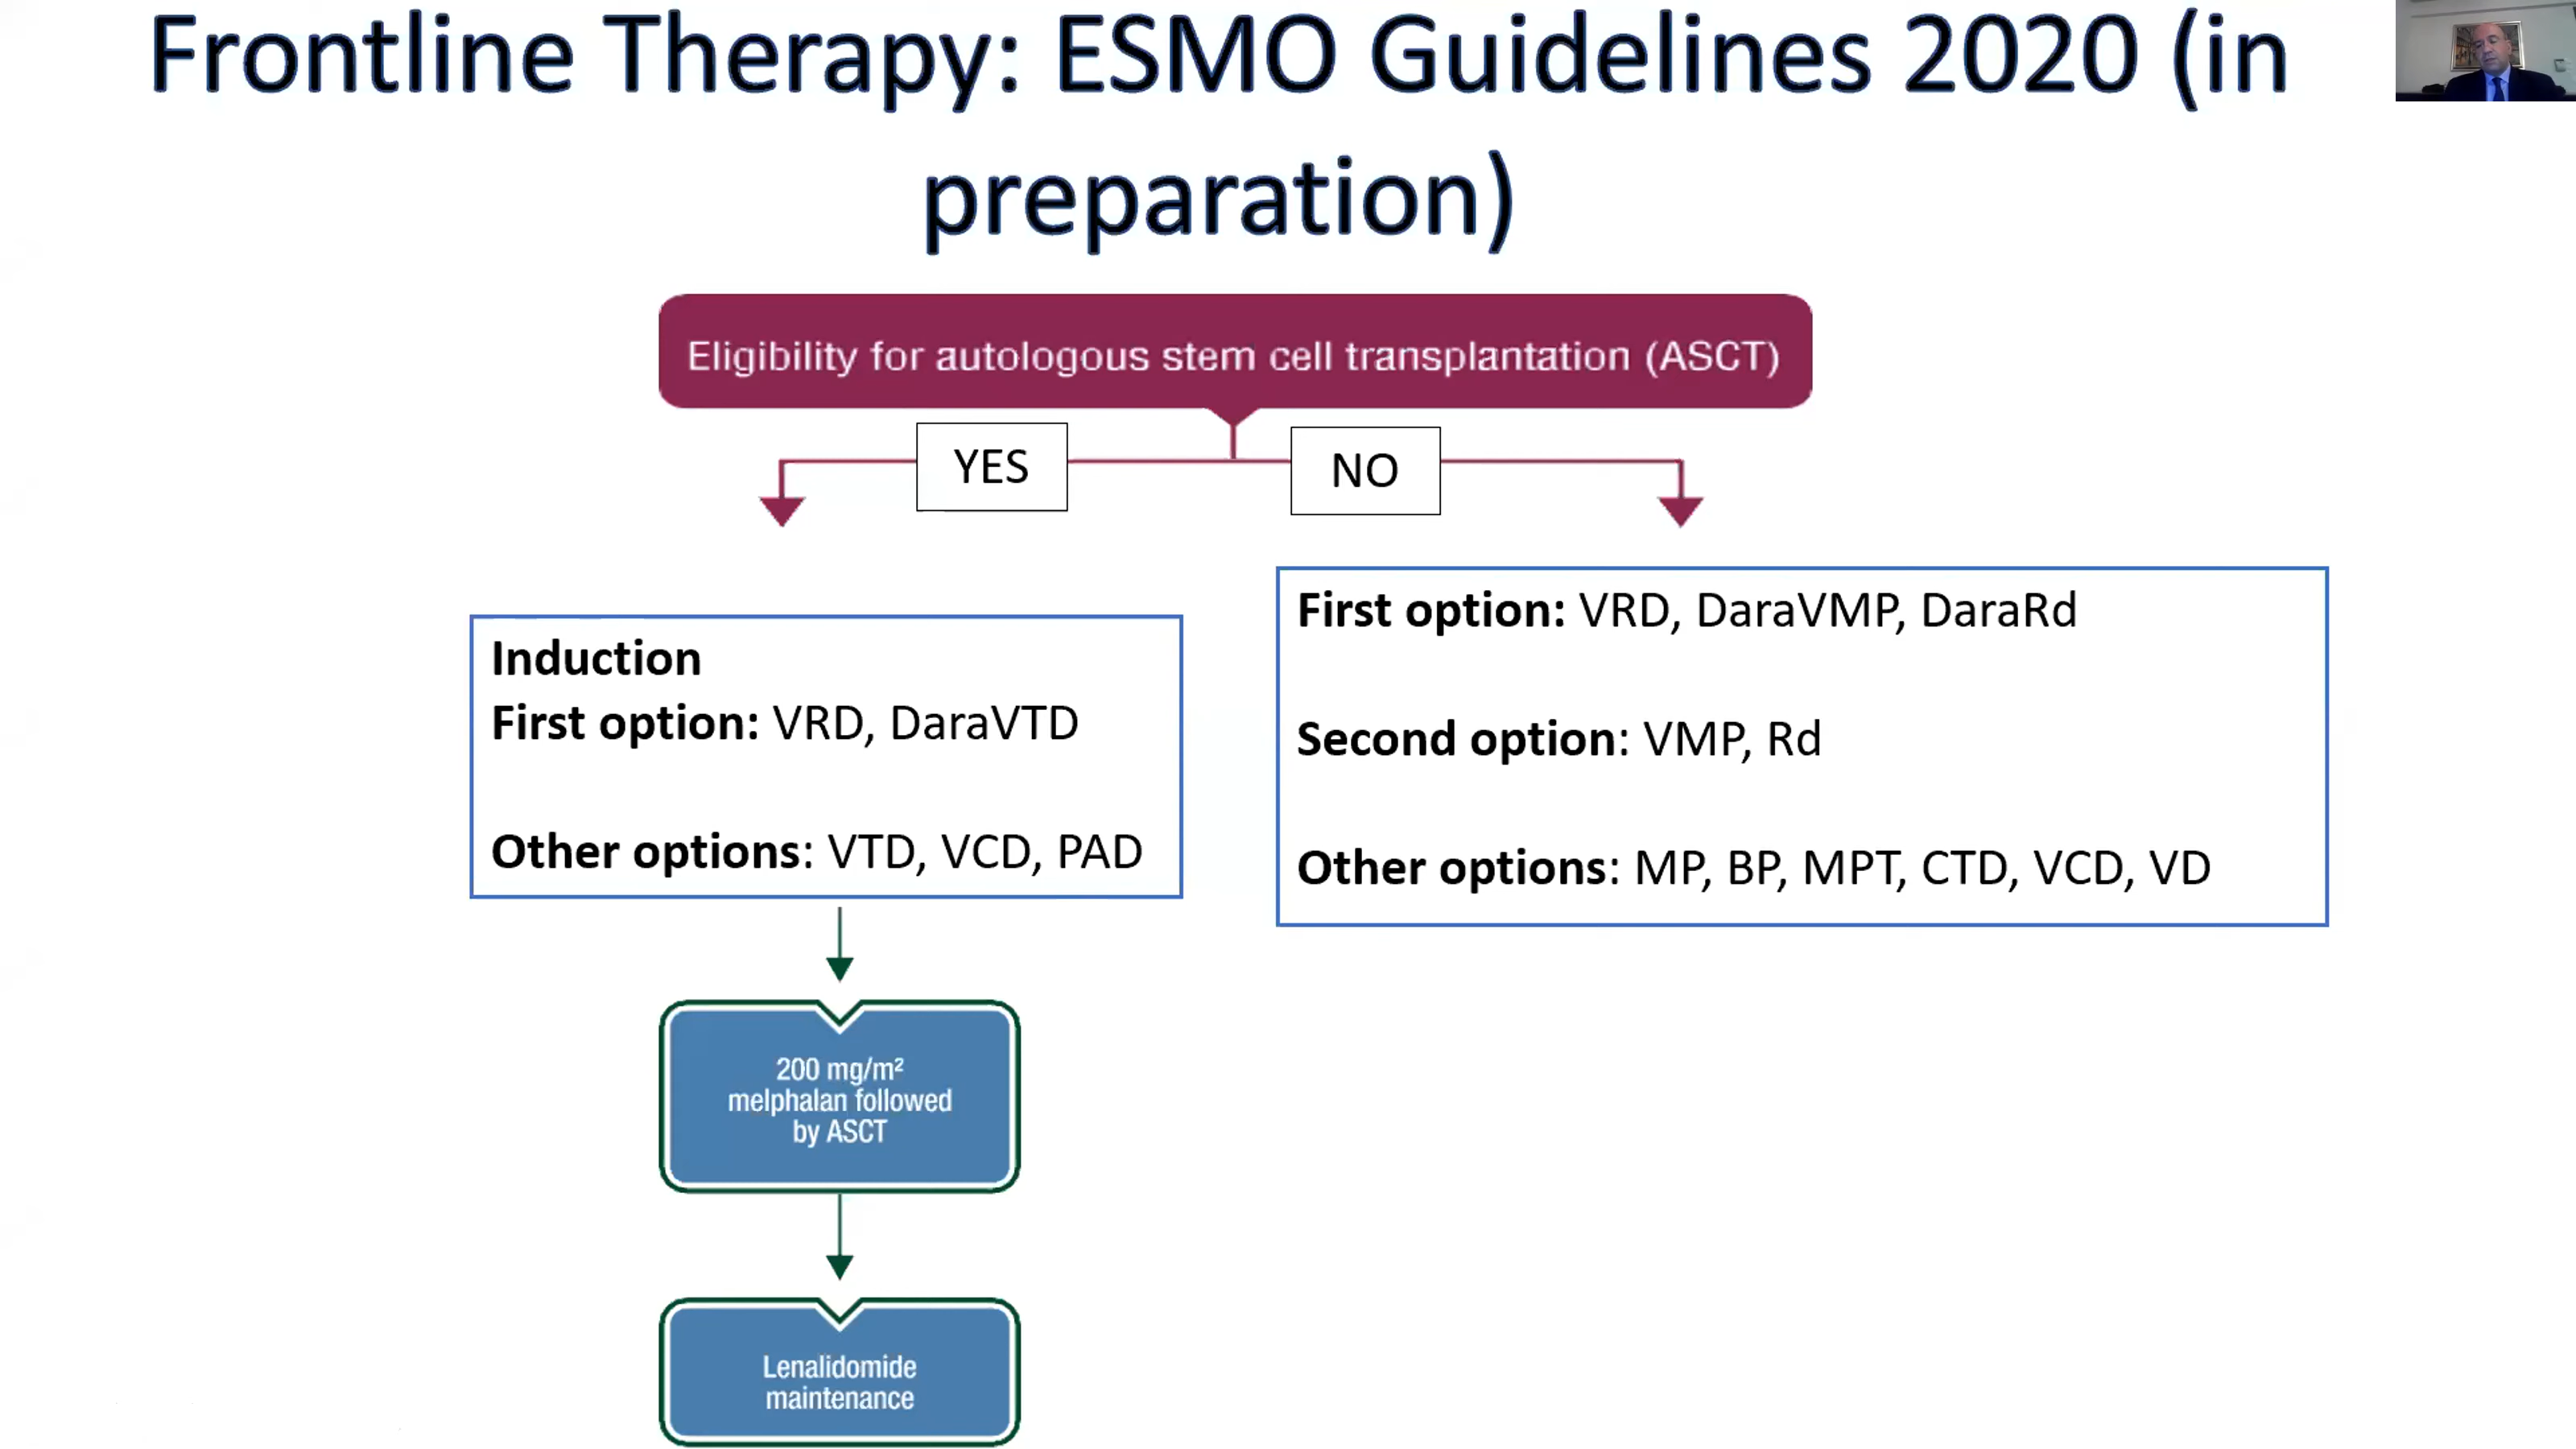 Frontline Therapy: ESMO Guidelines 2020 (in
preparation)
Eligibility for autologous stem cell transplantation (ASCT)
YES
NO
Induction
First option: VRD, DaraVTD
Other options: VTD, VCD, PAD
First option: VRD, DaraVMP, DaraRd
Second option: VMP, Rd
Other options: MP, BP, MPT, CTD, VCD, VD
200 mg/m²
melphalan followed
by ASCT
Lenalidomide
maintenance